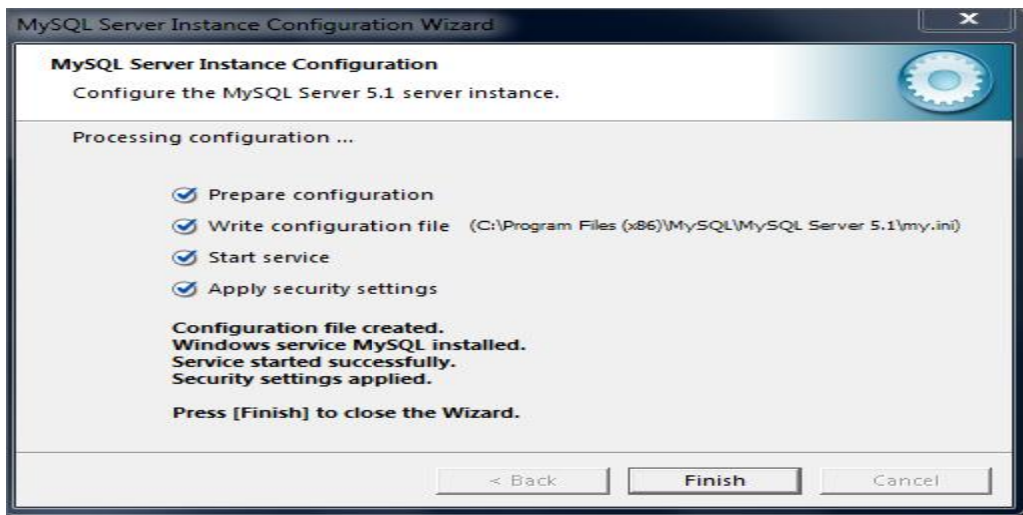 MySQL Server Instance Configuration Wizard
MySQL Server Instance Configuration
Configure the MySQL Server 5.1 server instance.
Processing configuration ...
Prepare configuration
Write configuration file (C:\Program Files (x86)\MySQL\MySQL Server 5.1\my.ini)
Start service
Apply security settings
Configuration file created.
Windows service MySQL installed.
Service started successfully.
Security settings applied.
Press [Finish] to close the Wizard.
< Back Finish Cancel